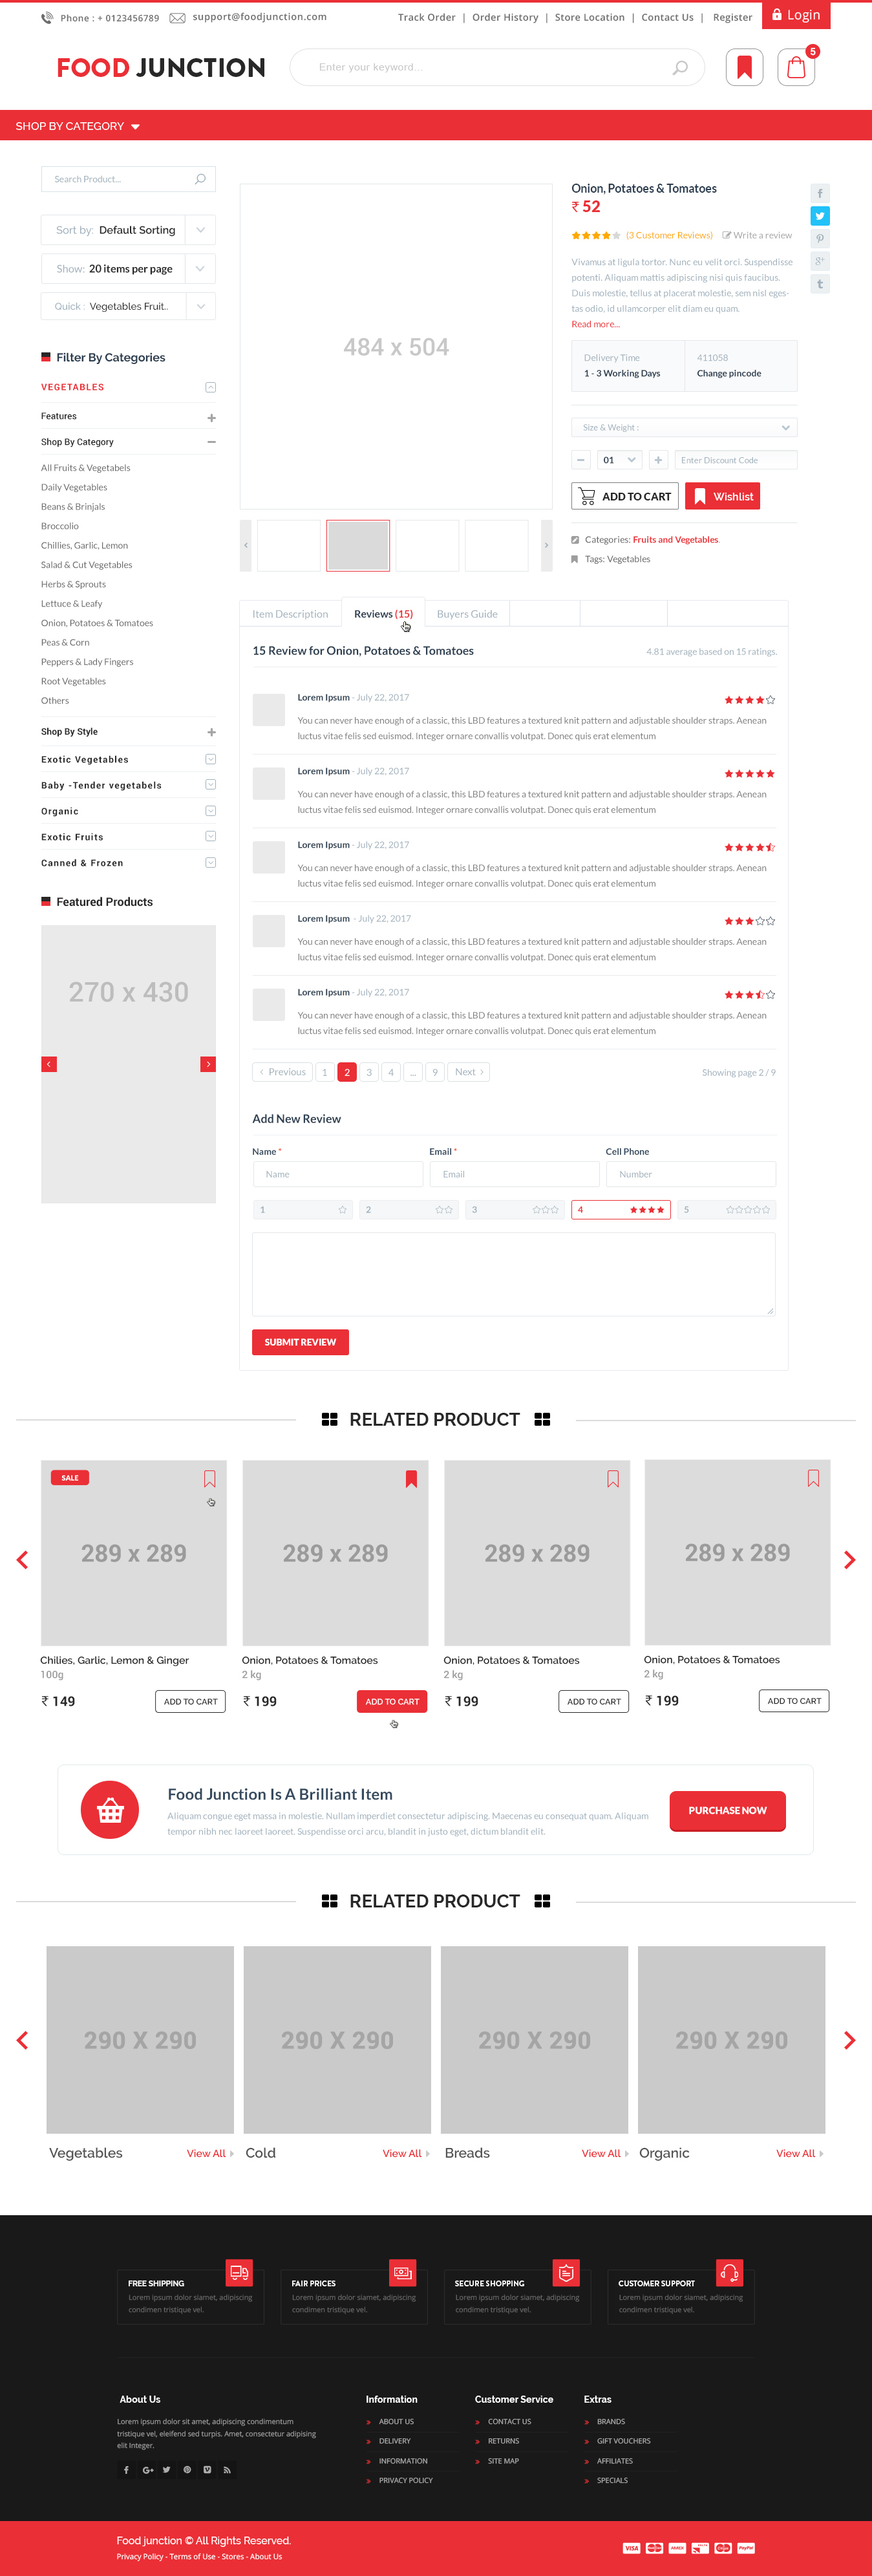 Phone : + 0123456789
support@foodjunction.com
Track Order | Order History | Store Location | Contact Us | Register
Login
FOOD JUNCTION
Enter your keyword...
5
SHOP BY CATEGORY
Search Product...
Sort by: Default Sorting
Show: 20 items per page
Quick : Vegetables Fruit..
Filter By Categories
VEGETABLES
Features
Shop By Category
All Fruits & Vegetabels
Daily Vegetables
Beans & Brinjals
Broccolio
Chillies, Garlic, Lemon
Salad & Cut Vegetables
Herbs & Sprouts
Lettuce & Leafy
Onion, Potatoes & Tomatoes
Peas & Corn
Peppers & Lady Fingers
Root Vegetables
Others
Shop By Style
Exotic Vegetables
Baby -Tender vegetabels
Organic
Exotic Fruits
Canned & Frozen
Featured Products
270 x 430
484 x 504
Onion, Potatoes & Tomatoes
₹ 52
(3 Customer Reviews) Write a review
Vivamus at ligula tortor. Nunc eu velit orci. Suspendisse
potenti. Aliquam mattis adipiscing nisi quis faucibus.
Duis molestie, tellus at placerat molestie, sem nisl eges-
tas odio, id ullamcorper elit diam eu quam.
Read more...
Delivery Time
1 - 3 Working Days
411058
Change pincode
Size & Weight :
01
Enter Discount Code
ADD TO CART
Wishlist
Categories: Fruits and Vegetables
Tags: Vegetables
Item Description
Reviews (15)
Buyers Guide
15 Review for Onion, Potatoes & Tomatoes
4.81 average based on 15 ratings.
Lorem Ipsum - July 22, 2017
You can never have enough of a classic, this LBD features a textured knit pattern and adjustable shoulder straps. Aenean
luctus vitae felis sed euismod. Integer ornare convallis volutpat. Donec quis erat elementum
Lorem Ipsum - July 22, 2017
You can never have enough of a classic, this LBD features a textured knit pattern and adjustable shoulder straps. Aenean
luctus vitae felis sed euismod. Integer ornare convallis volutpat. Donec quis erat elementum
Lorem Ipsum - July 22, 2017
You can never have enough of a classic, this LBD features a textured knit pattern and adjustable shoulder straps. Aenean
luctus vitae felis sed euismod. Integer ornare convallis volutpat. Donec quis erat elementum
Lorem Ipsum - July 22, 2017
You can never have enough of a classic, this LBD features a textured knit pattern and adjustable shoulder straps. Aenean
luctus vitae felis sed euismod. Integer ornare convallis volutpat. Donec quis erat elementum
Lorem Ipsum - July 22, 2017
You can never have enough of a classic, this LBD features a textured knit pattern and adjustable shoulder straps. Aenean
luctus vitae felis sed euismod. Integer ornare convallis volutpat. Donec quis erat elementum
Previous 1 2 3 4 ... 9 Next
Showing page 2 / 9
Add New Review
Name * Email * Cell Phone
Name Email Number
1 2 3 4 5
SUBMIT REVIEW
RELATED PRODUCT
SALE
289 x 289
289 x 289
289 x 289
289 x 289
Chilies, Garlic, Lemon & Ginger
100g
₹ 149
ADD TO CART
Onion, Potatoes & Tomatoes
2 kg
₹ 199
ADD TO CART
Onion, Potatoes & Tomatoes
2 kg
₹ 199
ADD TO CART
Onion, Potatoes & Tomatoes
2 kg
₹ 199
ADD TO CART
Food Junction Is A Brilliant Item
Aliquam congue eget massa in molestie. Nullam imperdiet consectetur adipiscing. Maecenas eu consequat quam. Aliquam
tempor nibh nec laoreet laoreet. Suspendisse orci arcu, blandit in justo eget, dictum blandit elit.
PURCHASE NOW
RELATED PRODUCT
290 X 290
290 X 290
290 X 290
290 X 290
Vegetables View All
Cold View All
Breads View All
Organic View All
FREE SHIPPING
Lorem ipsum dolor siamet, adipiscing
condimen tristique vel.
FAIR PRICES
Lorem ipsum dolor siamet, adipiscing
condimen tristique vel.
SECURE SHOPPING
Lorem ipsum dolor siamet, adipiscing
condimen tristique vel.
CUSTOMER SUPPORT
Lorem ipsum dolor siamet, adipiscing
condimen tristique vel.
About Us
Lorem ipsum dolor sit amet, adipiscing condimentum
tristique vel, eleifend sed turpis. Amet, consectetur adipising
elit Integer.
Information
ABOUT US
DELIVERY
INFORMATION
PRIVACY POLICY
Customer Service
CONTACT US
RETURNS
SITE MAP
Extras
BRANDS
GIFT VOUCHERS
AFFILIATES
SPECIALS
Food junction © All Rights Reserved.
Privacy Policy - Terms of Use - Stores - About Us
VISA
PayPal